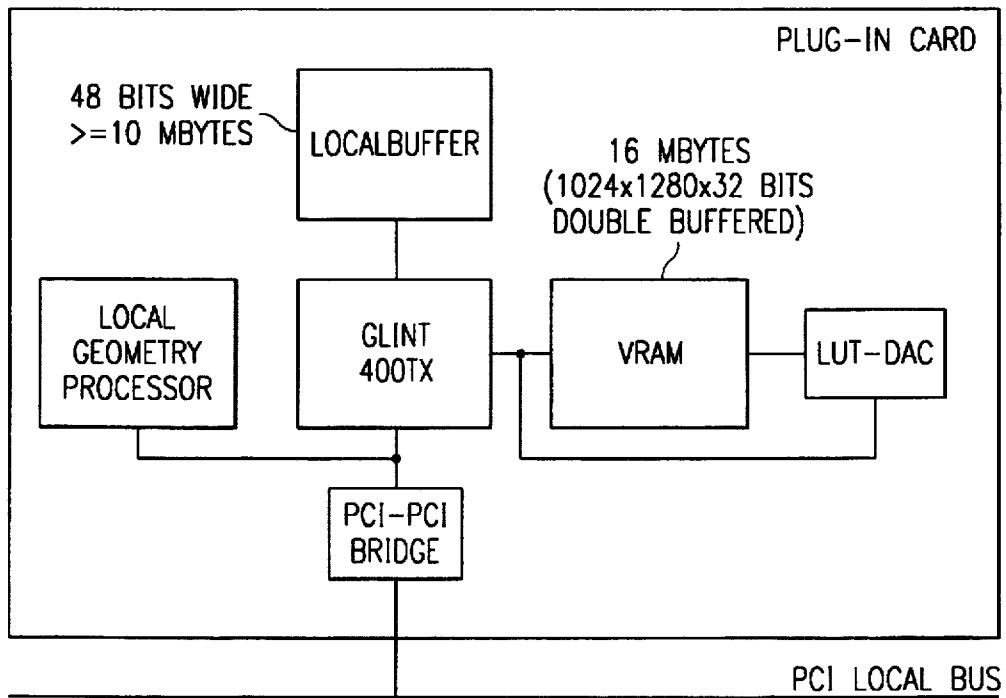 PLUG-IN CARD
48 BITS WIDE
>=10 MBYTES
LOCALBUFFER
16 MBYTES
(1024x1280x32 BITS
DOUBLE BUFFERED)
LOCAL
GEOMETRY
PROCESSOR
GLINT
400TX
VRAM
LUT-DAC
PCI-PCI
BRIDGE
PCI LOCAL BUS